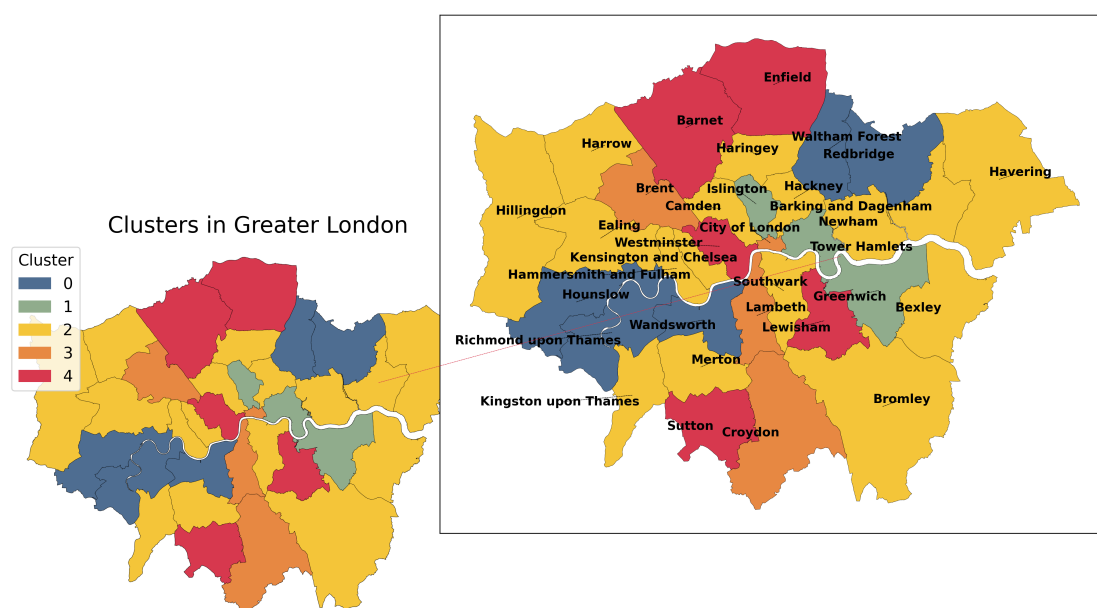 Clusters in Greater London
Cluster
0
1
2
3
4
Enfield
Barnet
Waltham Forest
Harrow
Haringey
Redbridge
Havering
Brent
Islington
Hackney
Camden
Barking and Dagenham
Hillingdon
Newham
Ealing
City of London
Westminster
Tower Hamlets
Kensington and Chelsea
Hammersmith and Fulham
Southwark
Hounslow
Greenwich
Lambeth
Bexley
Wandsworth
Lewisham
Richmond upon Thames
Merton
Kingston upon Thames
Bromley
Sutton
Croydon